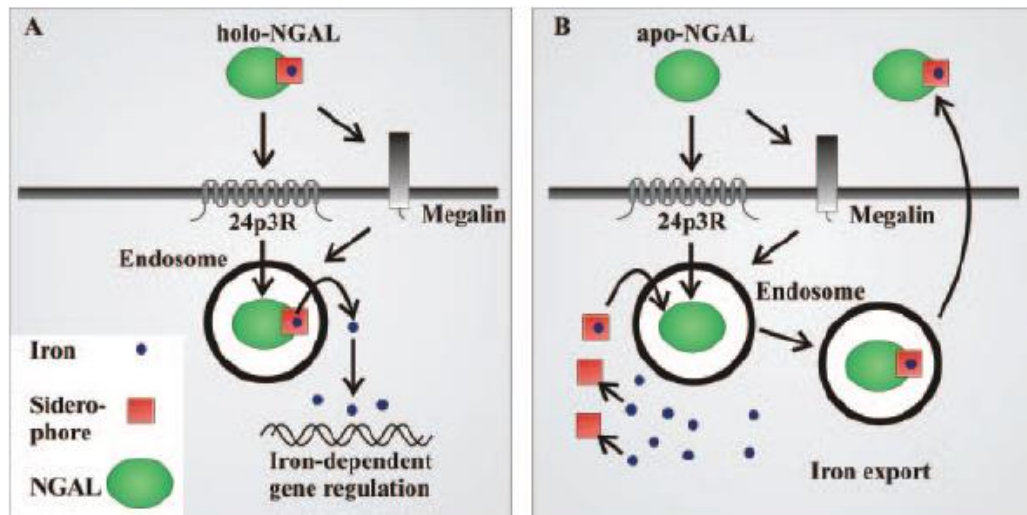 A
holo-NGAL
24p3R
Megalin
Endosome
Iron
Sidero-
phore
NGAL
Iron-dependent
gene regulation
B
apo-NGAL
24p3R
Megalin
Endosome
Iron export